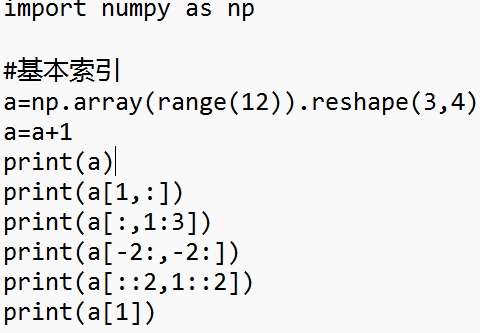 import numpy as np
#基本索引
a=np.array(range(12)).reshape(3,4)
a=a+1
print(a)
print(a[1,:])
print(a[:,1:3])
print(a[-2:,-2:])
print(a[::2,1::2])
print(a[1])